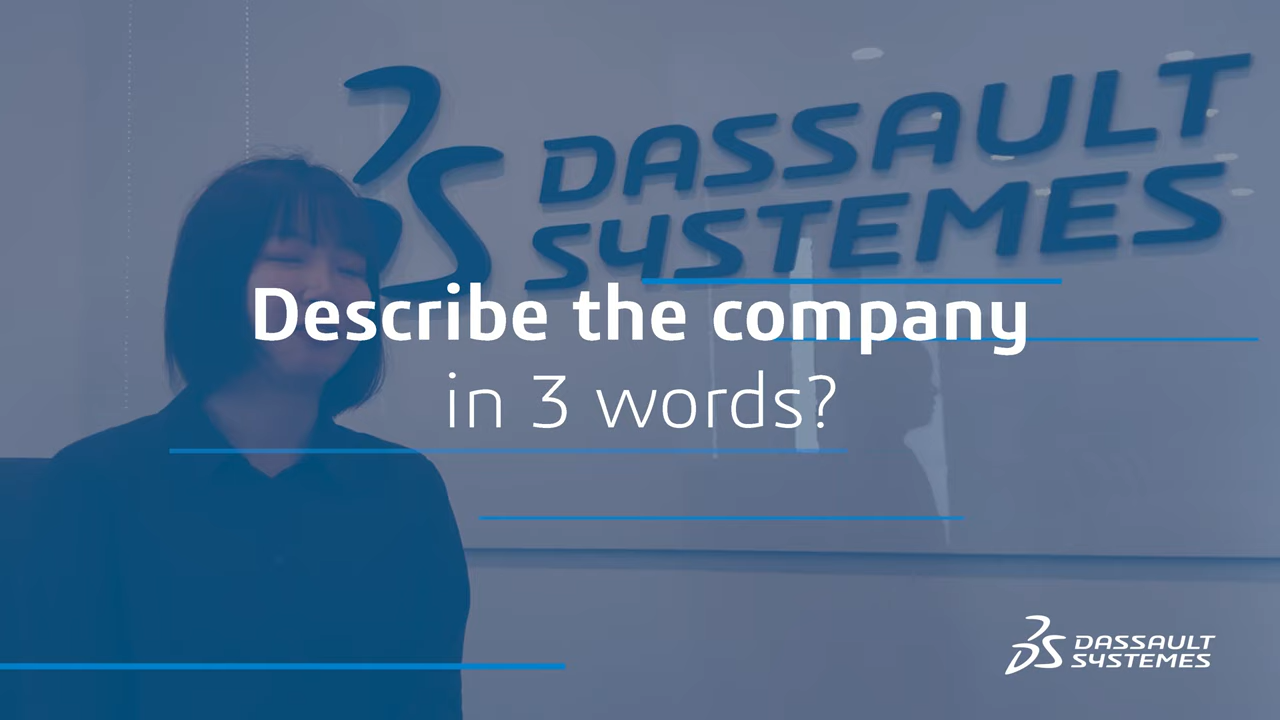 DASSAULT
SYSTEMES
Describe the company
in 3 words?
DASSAULT
SYSTEMES